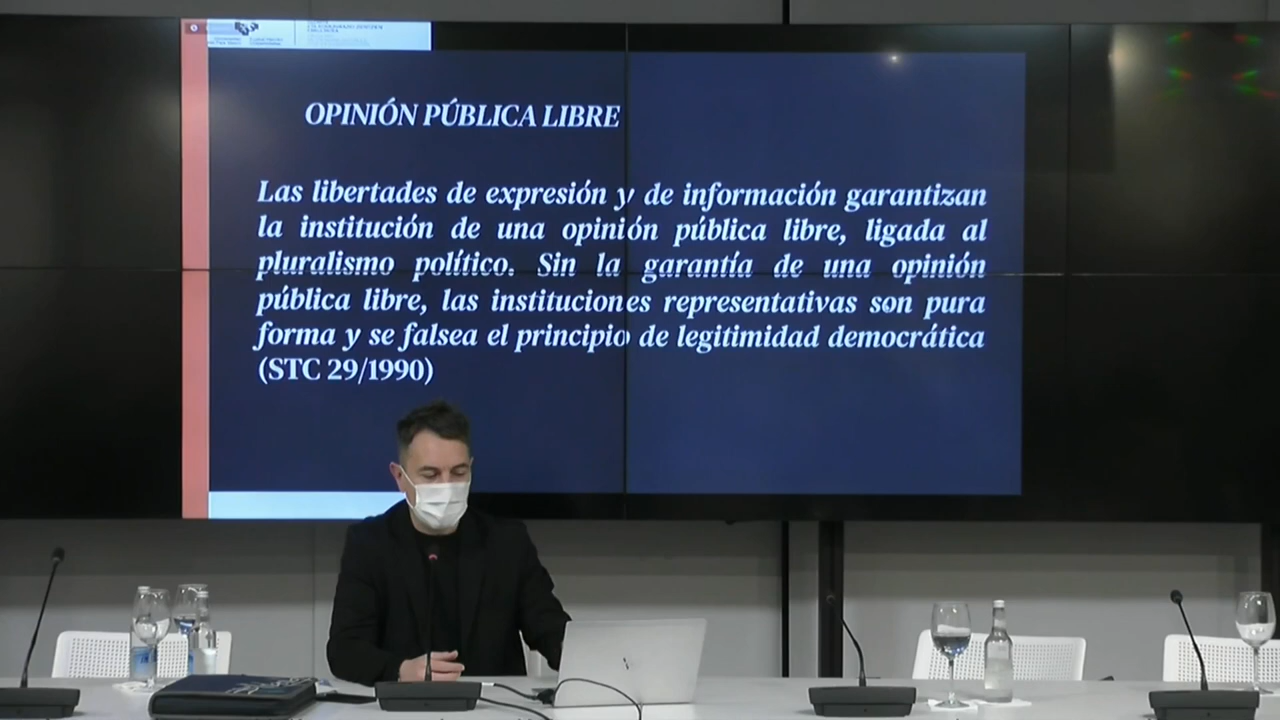 OPINIÓN PÚBLICA LIBRE
Las libertades de expresión y de información garantizan
la institución de una opinión pública libre, ligada al
pluralismo político. Sin la garantía de una opinión
pública libre, las instituciones representativas son pura
forma y se falsea el principio de legitimidad democrática
(STC 29/1990)